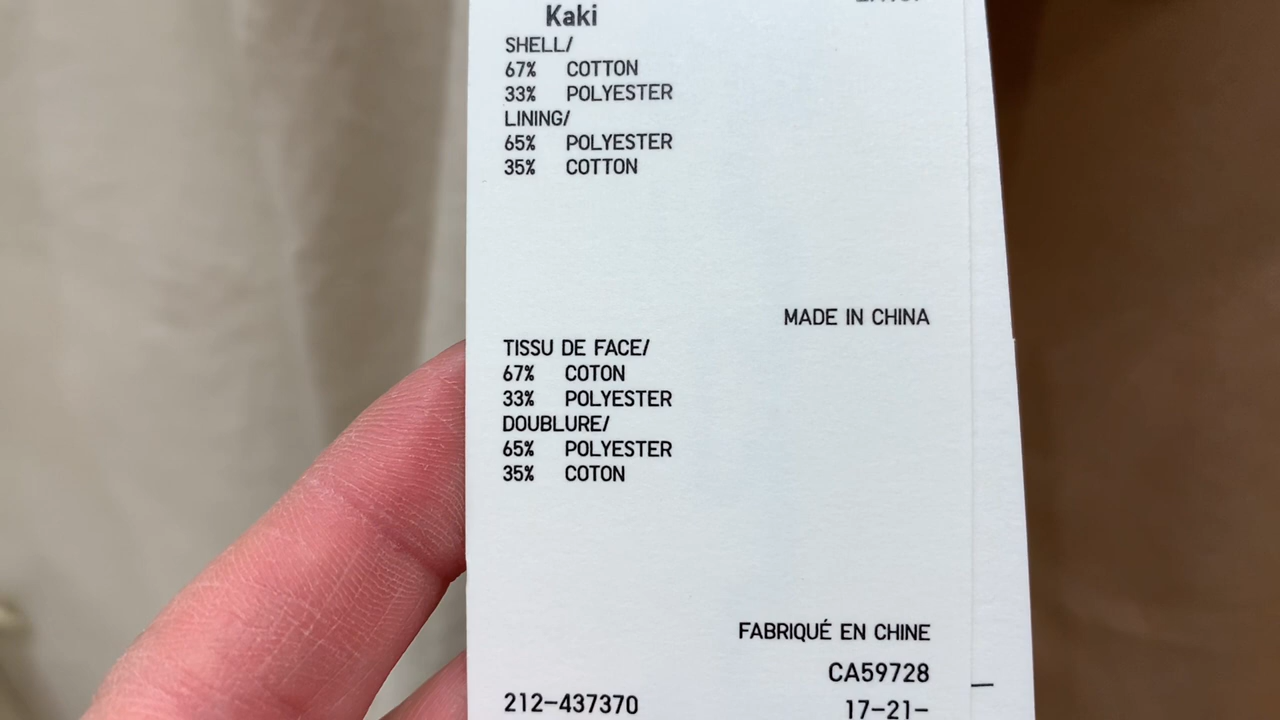 Kaki
SHELL/
67% COTTON
33% POLYESTER
LINING/
65% POLYESTER
35% COTTON
MADE IN CHINA
TISSU DE FACE/
67% COTON
33% POLYESTER
DOUBLURE/
65% POLYESTER
35% COTON
FABRIQUÉ EN CHINE
CA59728
212-437370 17-21-